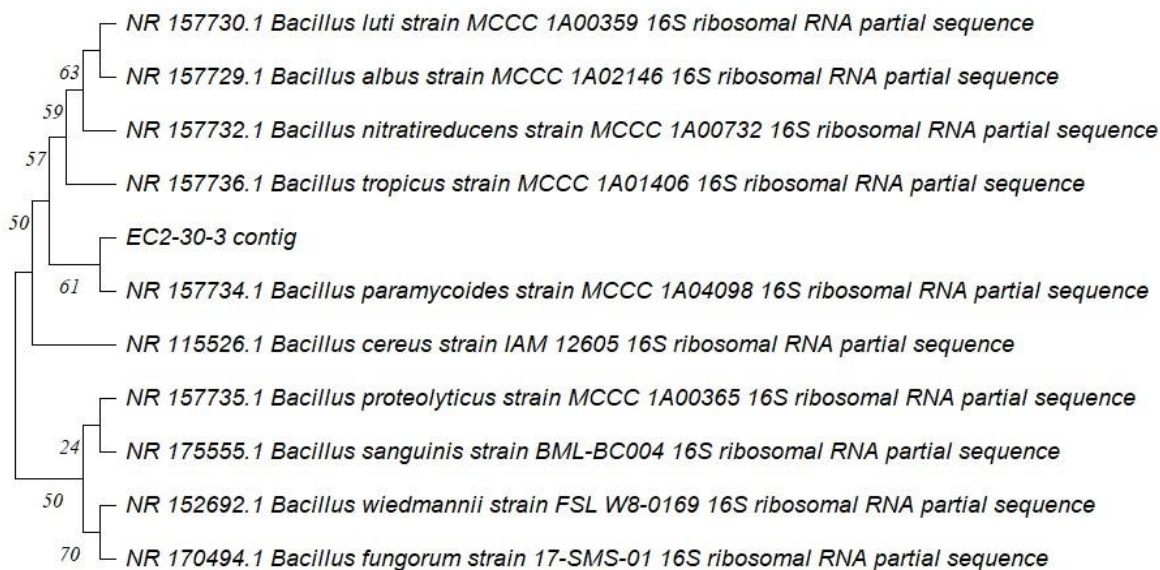 NR 157730.1 Bacillus luti strain MCCC 1A00359 16S ribosomal RNA partial sequence
63
NR 157729.1 Bacillus albus strain MCCC 1A02146 16S ribosomal RNA partial sequence
59
NR 157732.1 Bacillus nitratireducens strain MCCC 1A00732 16S ribosomal RNA partial sequence
57
NR 157736.1 Bacillus tropicus strain MCCC 1A01406 16S ribosomal RNA partial sequence
50
EC2-30-3 contig
61
NR 157734.1 Bacillus paramycoides strain MCCC 1A04098 16S ribosomal RNA partial sequence
NR 115526.1 Bacillus cereus strain IAM 12605 16S ribosomal RNA partial sequence
NR 157735.1 Bacillus proteolyticus strain MCCC 1A00365 16S ribosomal RNA partial sequence
24
NR 175555.1 Bacillus sanguinis strain BML-BC004 16S ribosomal RNA partial sequence
50
NR 152692.1 Bacillus wiedmannii strain FSL W8-0169 16S ribosomal RNA partial sequence
70
NR 170494.1 Bacillus fungorum strain 17-SMS-01 16S ribosomal RNA partial sequence